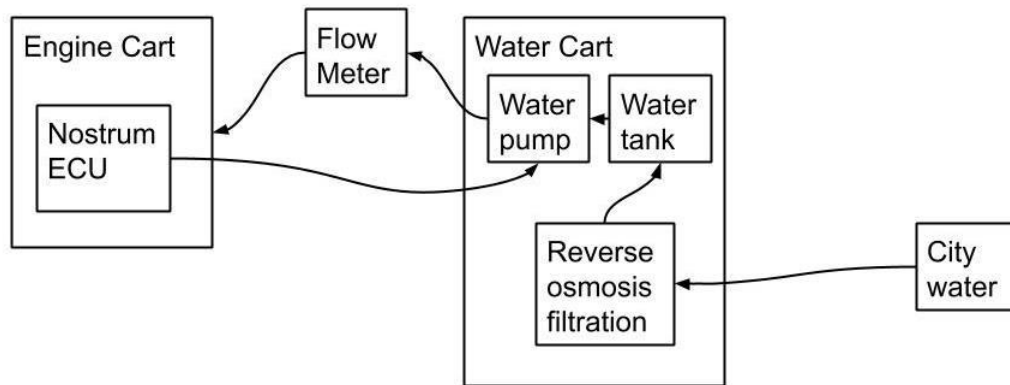 Engine Cart
Nostrum
ECU
Flow
Meter
Water Cart
Water
pump
Water
tank
Reverse
osmosis
filtration
City
water